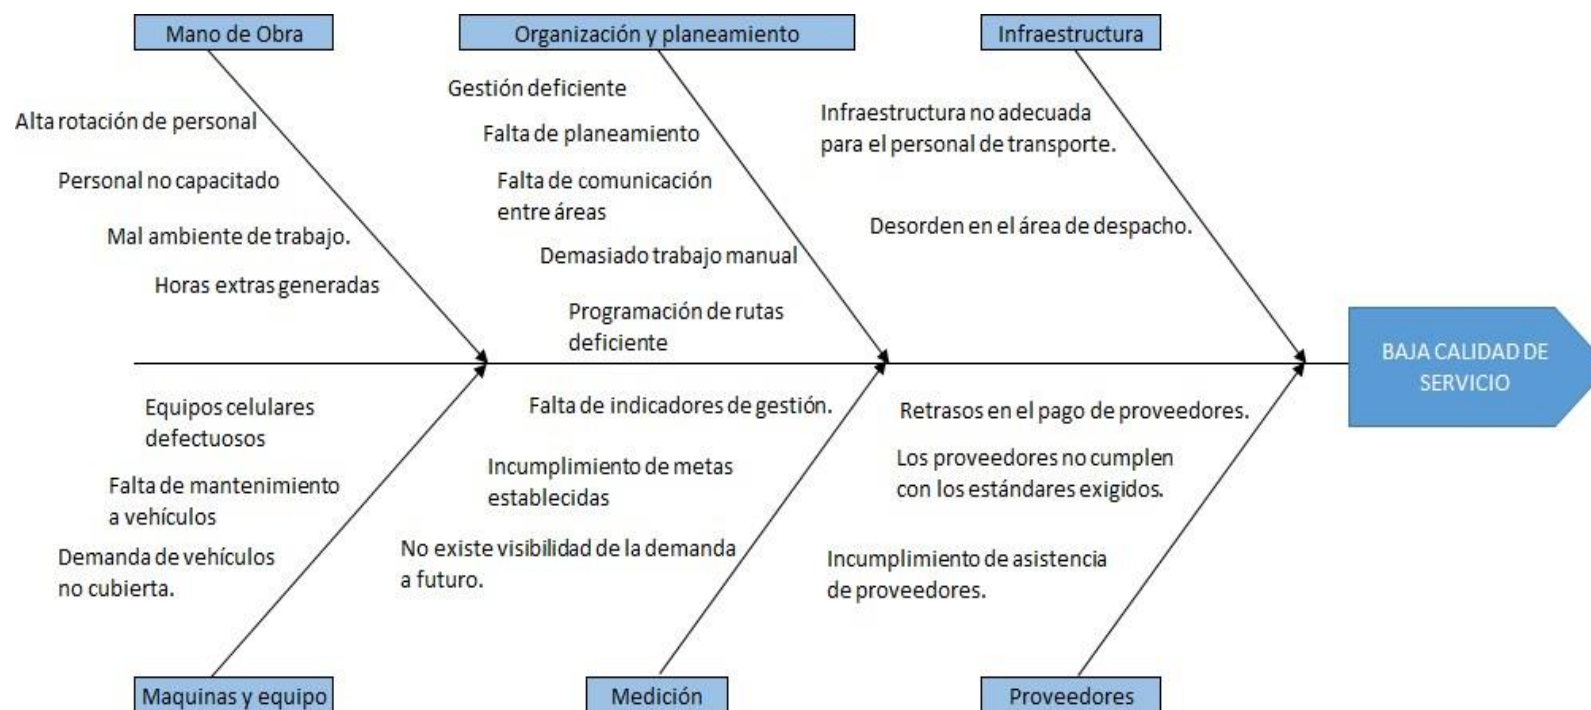 Mano de Obra
Organización y planeamiento
Infraestructura
Alta rotación de personal
Personal no capacitado
Mal ambiente de trabajo.
Horas extras generadas
Gestión deficiente
Falta de planeamiento
Falta de comunicación
entre áreas
Demasiado trabajo manual
Programación de rutas
deficiente
Infraestructura no adecuada
para el personal de transporte.
Desorden en el área de despacho.
BAJA CALIDAD DE
SERVICIO
Equipos celulares
defectuosos
Falta de mantenimiento
a vehículos
Demanda de vehículos
no cubierta.
Falta de indicadores de gestión.
Incumplimiento de metas
establecidas
No existe visibilidad de la demanda
a futuro.
Retrasos en el pago de proveedores.
Los proveedores no cumplen
con los estándares exigidos.
Incumplimiento de asistencia
de proveedores.
Maquinas y equipo
Medición
Proveedores